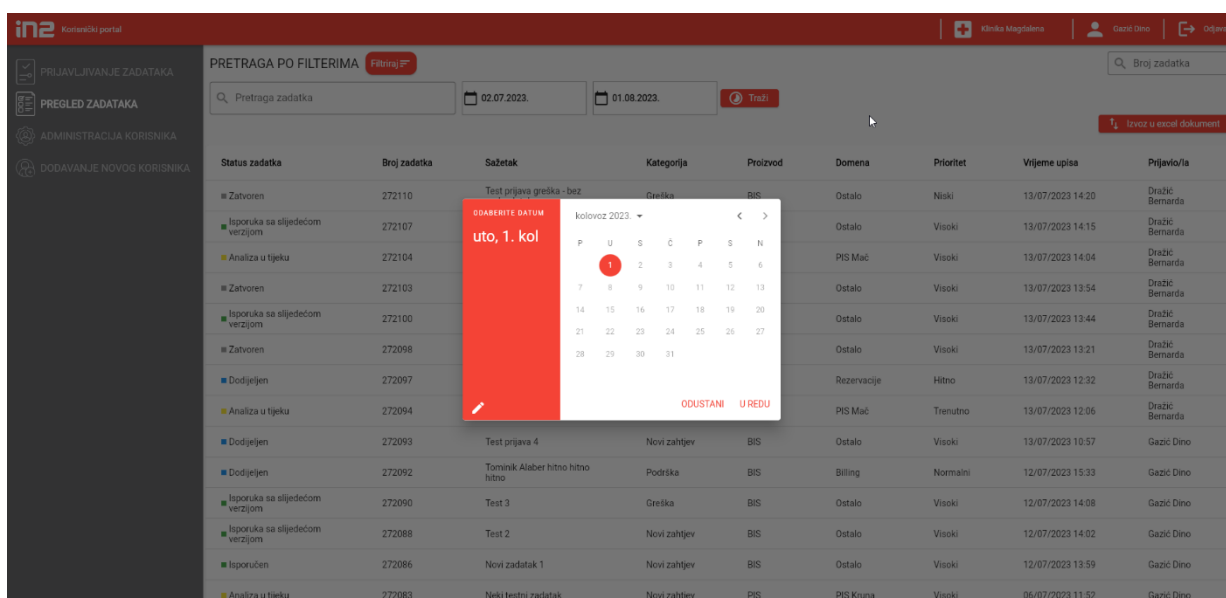 in2 Korisnički portal
Klinika Magdalena
Gazić Dino
Odjava
PRIJAVLJIVANJE ZADATAKA
PREGLED ZADATAKA
ADMINISTRACIJA KORISNIKA
DODAVANJE NOVOG KORISNIKA
PRETRAGA PO FILTERIMA Filtriraj
Broj zadatka
Pretraga zadatka 02.07.2023. 01.08.2023. Traži
Izvoz u excel dokument
Status zadatka Broj zadatka Sažetak Kategorija Proizvod Domena Prioritet Vrijeme upisa Prijavio/la
Zatvoren 272110 Test prijava greška - bez Greška BIS Ostalo Niski 13/07/2023 14:20 Dražić Bernarda
Isporuka sa slijedećom verzijom 272107 Ostalo Visoki 13/07/2023 14:15 Dražić Bernarda
Analiza u tijeku 272104 PIS Mač Visoki 13/07/2023 14:04 Dražić Bernarda
Zatvoren 272103 Ostalo Visoki 13/07/2023 13:54 Dražić Bernarda
Isporuka sa slijedećom verzijom 272100 Ostalo Visoki 13/07/2023 13:44 Dražić Bernarda
Zatvoren 272098 Ostalo Visoki 13/07/2023 13:21 Dražić Bernarda
Dodijeljen 272097 Rezervacije Hitno 13/07/2023 12:32 Dražić Bernarda
Analiza u tijeku 272094 PIS Mač Trenutno 13/07/2023 12:06 Dražić Bernarda
Dodijeljen 272093 Test prijava 4 Novi zahtjev BIS Ostalo Visoki 13/07/2023 10:57 Gazić Dino
Dodijeljen 272092 Tominik Alaber hitno hitno hitno Podrška BIS Billing Normalni 12/07/2023 15:33 Gazić Dino
Isporuka sa slijedećom verzijom 272090 Test 3 Greška BIS Ostalo Visoki 12/07/2023 14:08 Gazić Dino
Isporuka sa slijedećom verzijom 272088 Test 2 Novi zahtjev BIS Ostalo Visoki 12/07/2023 14:02 Gazić Dino
Isporučen 272086 Novi zadatak 1 Novi zahtjev BIS Ostalo Visoki 12/07/2023 13:59 Gazić Dino
Analiza u tijeku 272083 Neki testni zadatak Novi zahtjev PIS PIS Kruna Visoki 06/07/2023 11:52 Gazić Dino
ODABERITE DATUM
uto, 1. kol
kolovoz 2023.
P U S Č P S N
1 2 3 4 5 6
7 8 9 10 11 12 13
14 15 16 17 18 19 20
21 22 23 24 25 26 27
28 29 30 31
ODUSTANI U REDU